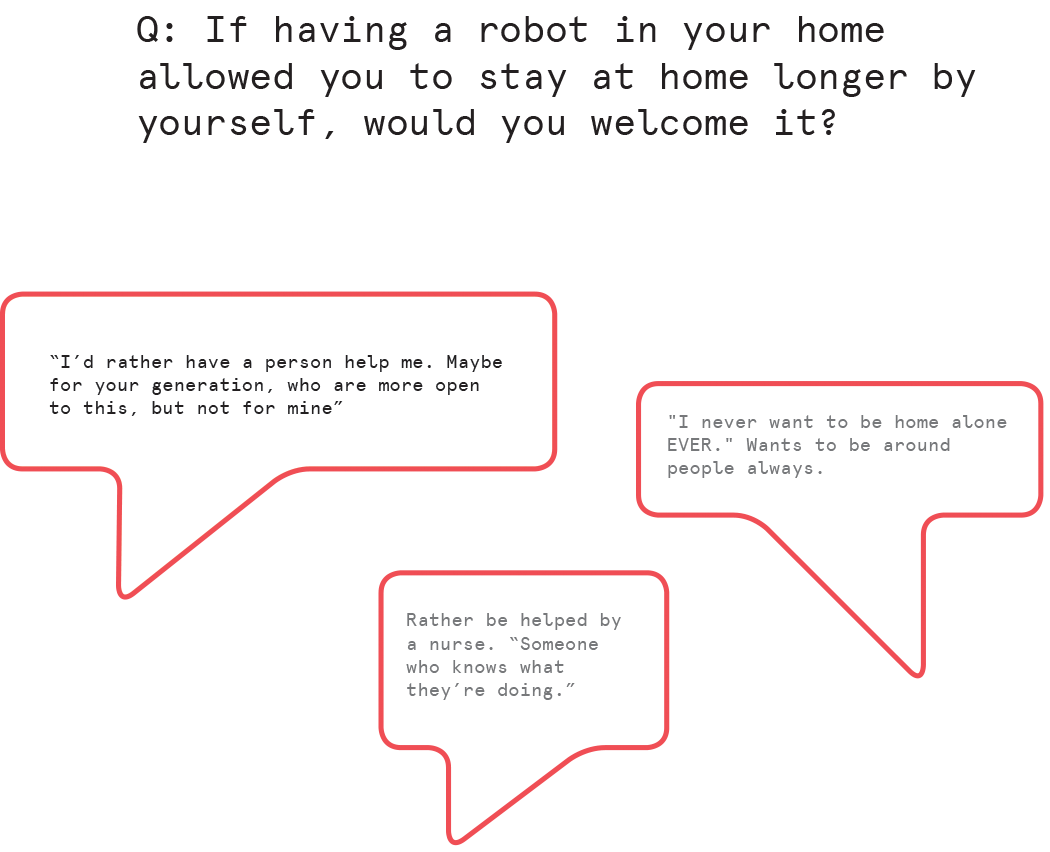 Q: If having a robot in your home
allowed you to stay at home longer by
yourself, would you welcome it?
“I’d rather have a person help me. Maybe
for your generation, who are more open
to this, but not for mine”
"I never want to be home alone
EVER." Wants to be around
people always.
Rather be helped by
a nurse. “Someone
who knows what
they’re doing.”